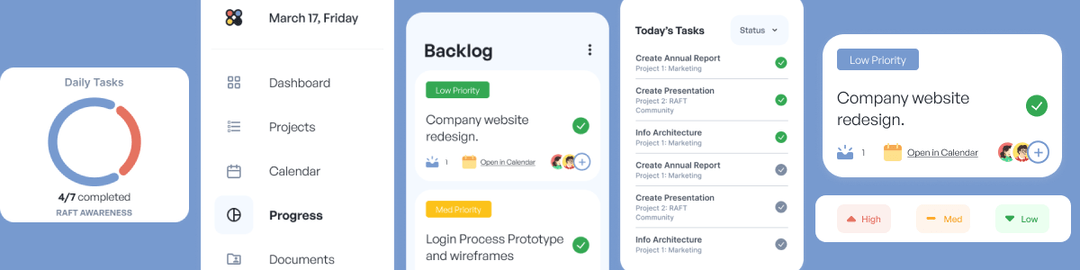 Daily Tasks
4/7 completed
RAFT AWARENESS
March 17, Friday
Dashboard
Projects
Calendar
Progress
Documents
Backlog
Low Priority
Company website
redesign.
1
Open in Calendar
Med Priority
Login Process Prototype
and wireframes
Today's Tasks
Status
Create Annual Report
Project 1: Marketing
Create Presentation
Project 2: RAFT
Community
Info Architecture
Project 1: Marketing
Create Annual Report
Project 1: Marketing
Create Presentation
Project 2: RAFT
Community
Info Architecture
Project 1: Marketing
Low Priority
Company website
redesign.
1
Open in Calendar
High
Med
Low